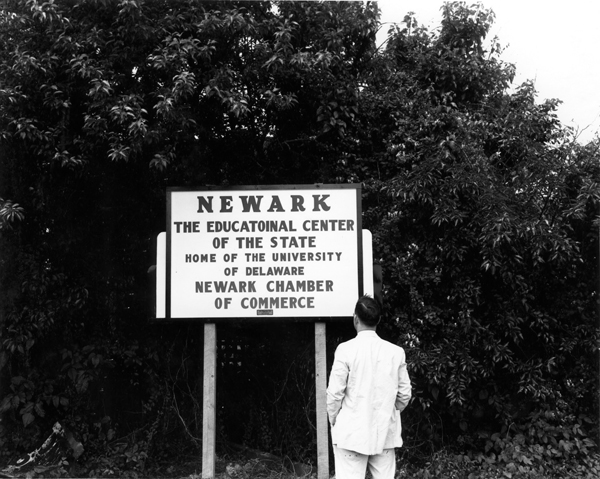 NEWARK
THE EDUCATOINAL CENTER
OF THE STATE
HOME OF THE UNIVERSITY
OF DELAWARE
NEWARK CHAMBER
OF COMMERCE